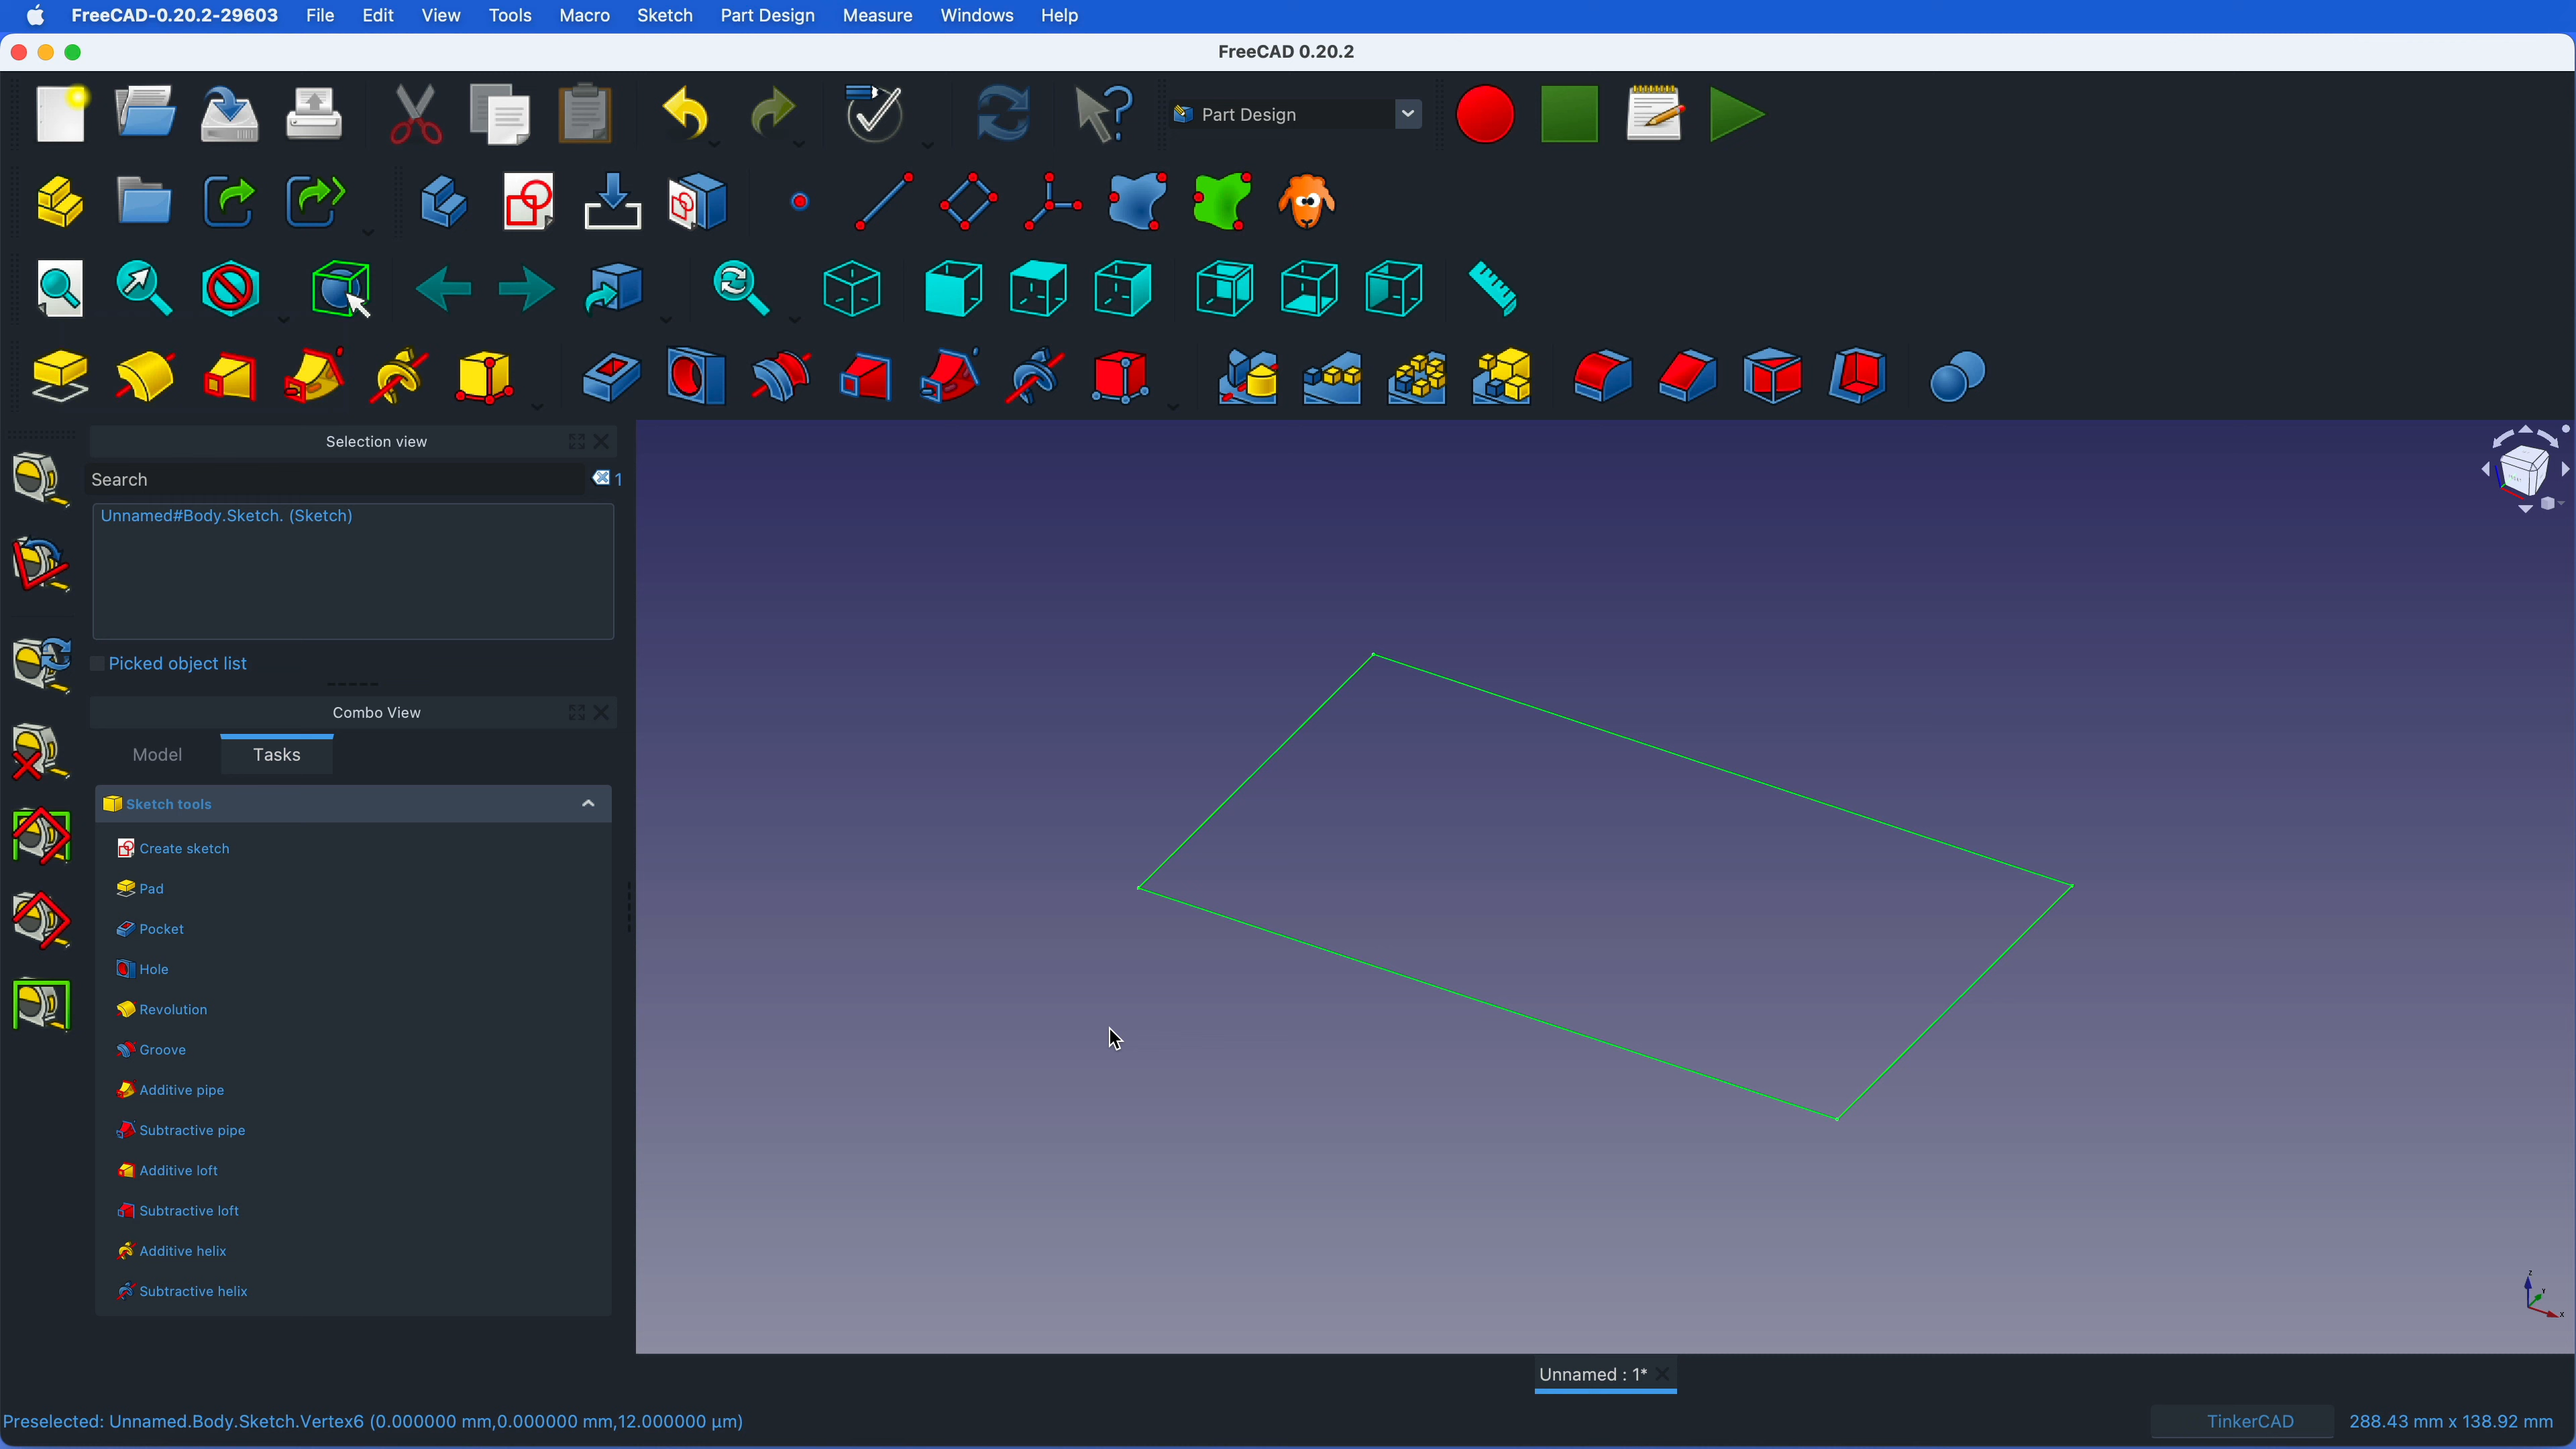 FreeCAD-0.20.2-29603 File Edit View Tools Macro Sketch Part Design Measure Windows Help
FreeCAD 0.20.2
Part Design
Selection view
Search
1
Unnamed#Body.Sketch. (Sketch)
Picked object list
Combo View
Model Tasks
Sketch tools
Create sketch
Pad
Pocket
Hole
Revolution
Groove
Additive pipe
Subtractive pipe
Additive loft
Subtractive loft
Additive helix
Subtractive helix
Z
Y
X
Unnamed : 1*
Preselected: Unnamed.Body.Sketch.Vertex6 (0.000000 mm,0.000000 mm,12.000000 µm)
TinkerCAD 288.43 mm x 138.92 mm